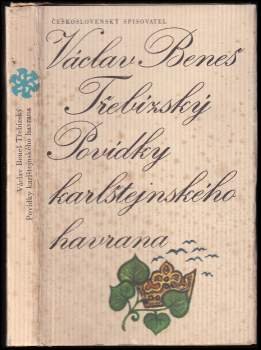 ČESKOSLOVENSKÝ SPISOVATEL
Václav Beneš
Třebízský
Povídky
karlštejnského
havrana
Václav Beneš Třebízský
Povídky karlštejnského havrana